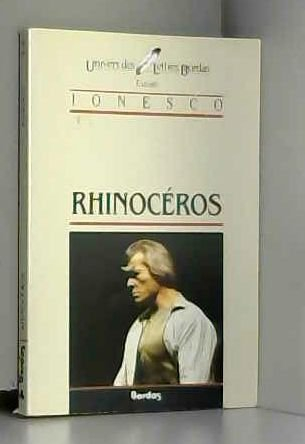 Univers des Lettres Bordas
IONESCO
RHINOCÉROS
Bordas